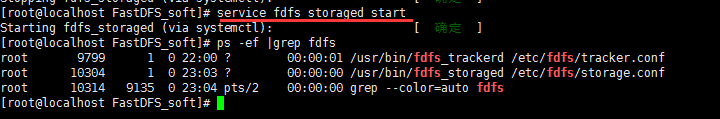 Stopping fdfs_storaged (via systemctl): [ 确定 ]
[root@localhost FastDFS_soft]# service fdfs_storaged start
Starting fdfs_storaged (via systemctl): [ 确定 ]
[root@localhost FastDFS_soft]# ps -ef |grep fdfs
root 9799 1 0 22:00 ? 00:00:01 /usr/bin/fdfs_trackerd /etc/fdfs/tracker.conf
root 10304 1 0 23:03 ? 00:00:00 /usr/bin/fdfs_storaged /etc/fdfs/storage.conf
root 10314 9135 0 23:04 pts/2 00:00:00 grep --color=auto fdfs
[root@localhost FastDFS_soft]#